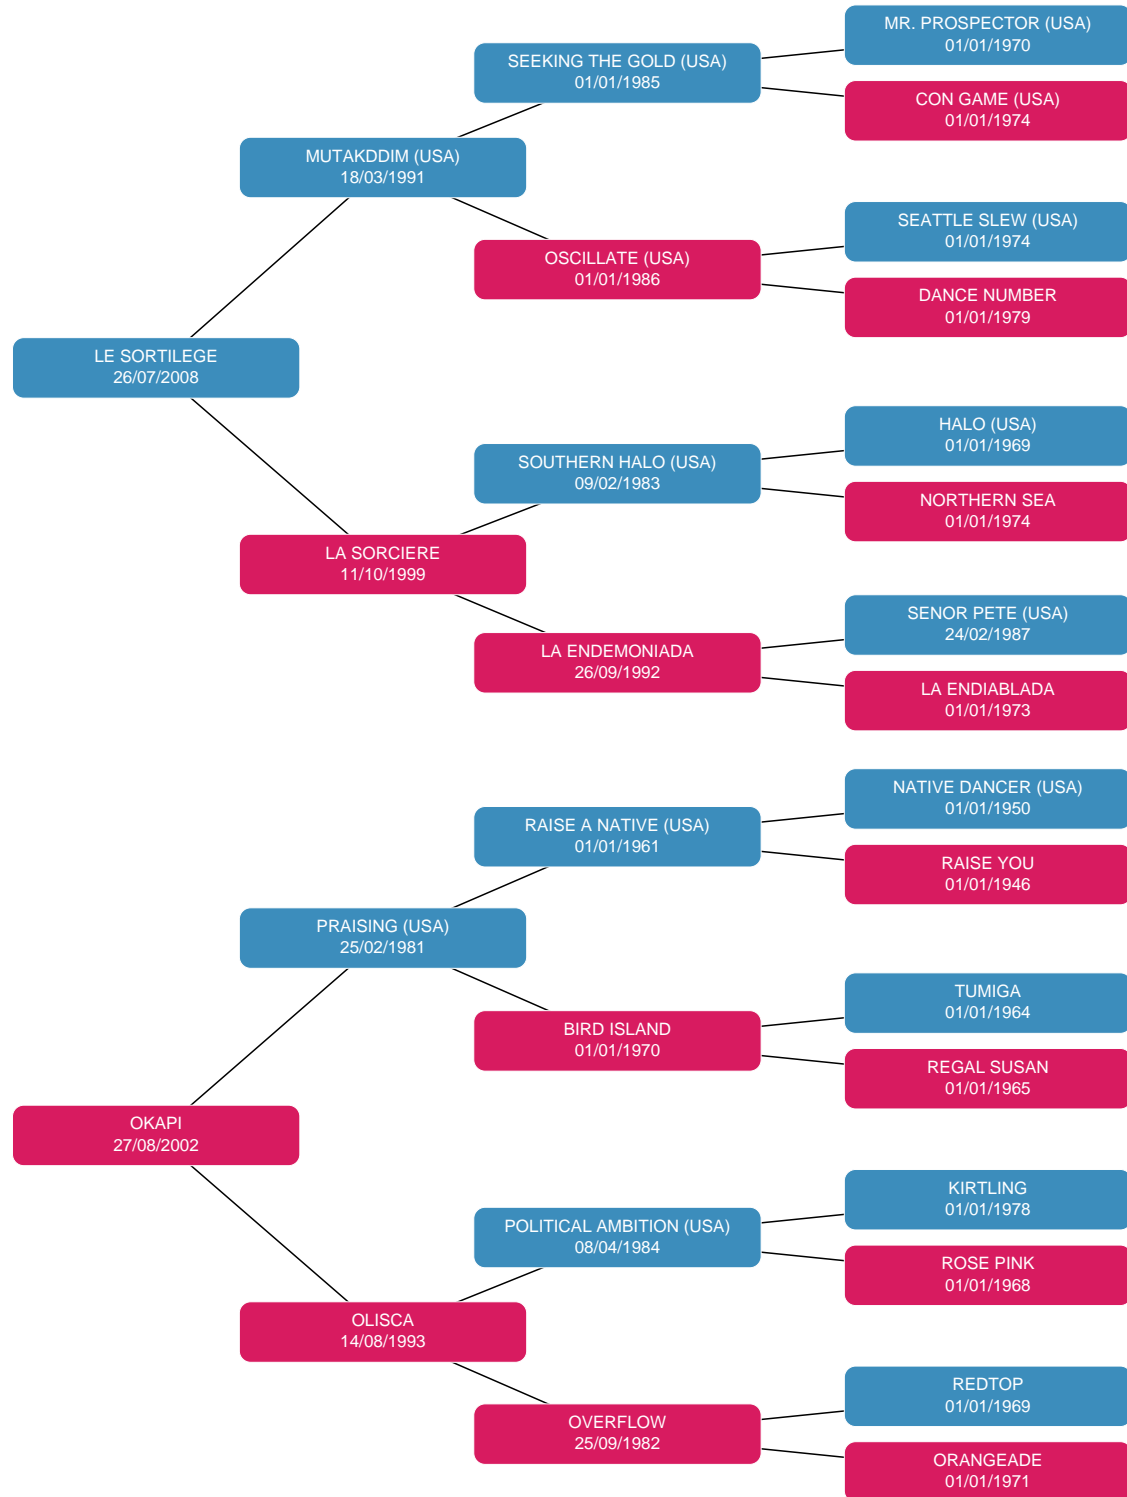 MR. PROSPECTOR (USA)
01/01/1970
SEEKING THE GOLD (USA)
01/01/1985
CON GAME (USA)
01/01/1974
MUTAKDDIM (USA)
18/03/1991
SEATTLE SLEW (USA)
01/01/1974
OSCILLATE (USA)
01/01/1986
DANCE NUMBER
01/01/1979
LE SORTILEGE
26/07/2008
HALO (USA)
01/01/1969
SOUTHERN HALO (USA)
09/02/1983
NORTHERN SEA
01/01/1974
LA SORCIERE
11/10/1999
SENOR PETE (USA)
24/02/1987
LA ENDEMONIADA
26/09/1992
LA ENDIABLADA
01/01/1973
NATIVE DANCER (USA)
01/01/1950
RAISE A NATIVE (USA)
01/01/1961
RAISE YOU
01/01/1946
PRAISING (USA)
25/02/1981
TUMIGA
01/01/1964
BIRD ISLAND
01/01/1970
REGAL SUSAN
01/01/1965
OKAPI
27/08/2002
KIRTLING
01/01/1978
POLITICAL AMBITION (USA)
08/04/1984
ROSE PINK
01/01/1968
OLISCA
14/08/1993
REDTOP
01/01/1969
OVERFLOW
25/09/1982
ORANGEADE
01/01/1971